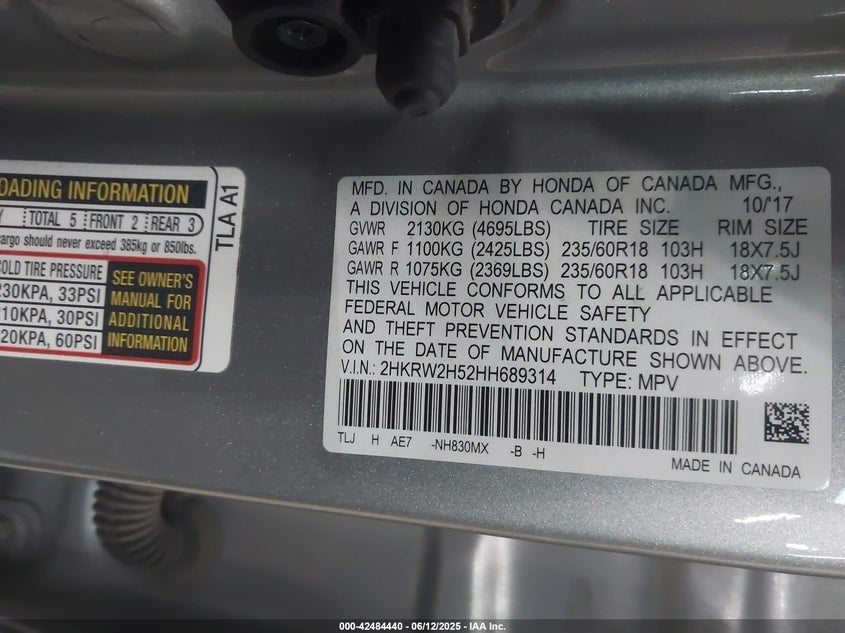 OADING INFORMATION
Y TOTAL 5 FRONT 2 REAR 3
cargo should never exceed 385kg or 850lbs.
COLD TIRE PRESSURE
230KPA, 33PSI
210KPA, 30PSI
420KPA, 60PSI
SEE OWNER'S
MANUAL FOR
ADDITIONAL
INFORMATION
TLA A1
MFD. IN CANADA BY HONDA OF CANADA MFG.,
A DIVISION OF HONDA CANADA INC. 10/'17
GVWR 2130KG (4695LBS) TIRE SIZE RIM SIZE
GAWR F 1100KG (2425LBS) 235/60R18 103H 18X7.5J
GAWR R 1075KG (2369LBS) 235/60R18 103H 18X7.5J
THIS VEHICLE CONFORMS TO ALL APPLICABLE
FEDERAL MOTOR VEHICLE SAFETY
AND THEFT PREVENTION STANDARDS IN EFFECT
ON THE DATE OF MANUFACTURE SHOWN ABOVE.
V.I.N.: 2HKRW2H52HH689314 TYPE: MPV
TLJ H AE7 -NH830MX -B -H
MADE IN CANADA
000-42484440 - 06/12/2025 - IAA Inc.